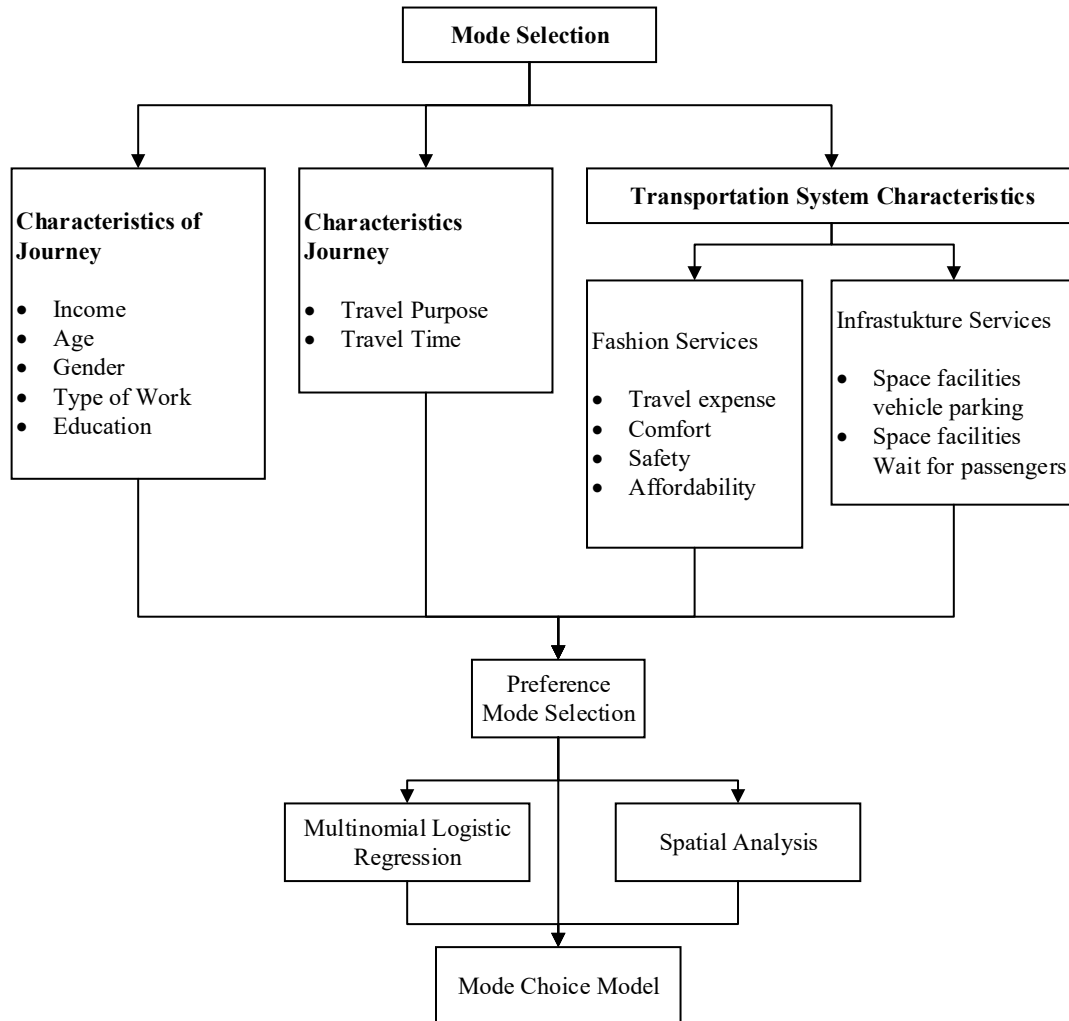 Mode Selection
Characteristics of
Journey
• Income
• Age
• Gender
• Type of Work
• Education
Characteristics
Journey
• Travel Purpose
• Travel Time
Transportation System Characteristics
Fashion Services
• Travel expense
• Comfort
• Safety
• Affordability
Infrastukture Services
• Space facilities
vehicle parking
• Space facilities
Wait for passengers
Preference
Mode Selection
Multinomial Logistic
Regression
Spatial Analysis
Mode Choice Model